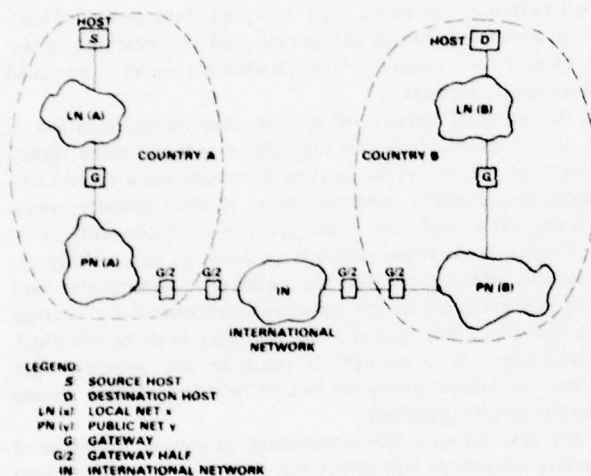 HOST
S
HOST
D
LN (A)
LN (B)
G
COUNTRY A
COUNTRY B
G
PN (A)
G/2
G/2
IN
G/2
G/2
PN (B)
INTERNATIONAL
NETWORK
LEGEND
S SOURCE HOST
D DESTINATION HOST
LN (x) LOCAL NET x
PN (y) PUBLIC NET y
G GATEWAY
G/2 GATEWAY HALF
IN INTERNATIONAL NETWORK